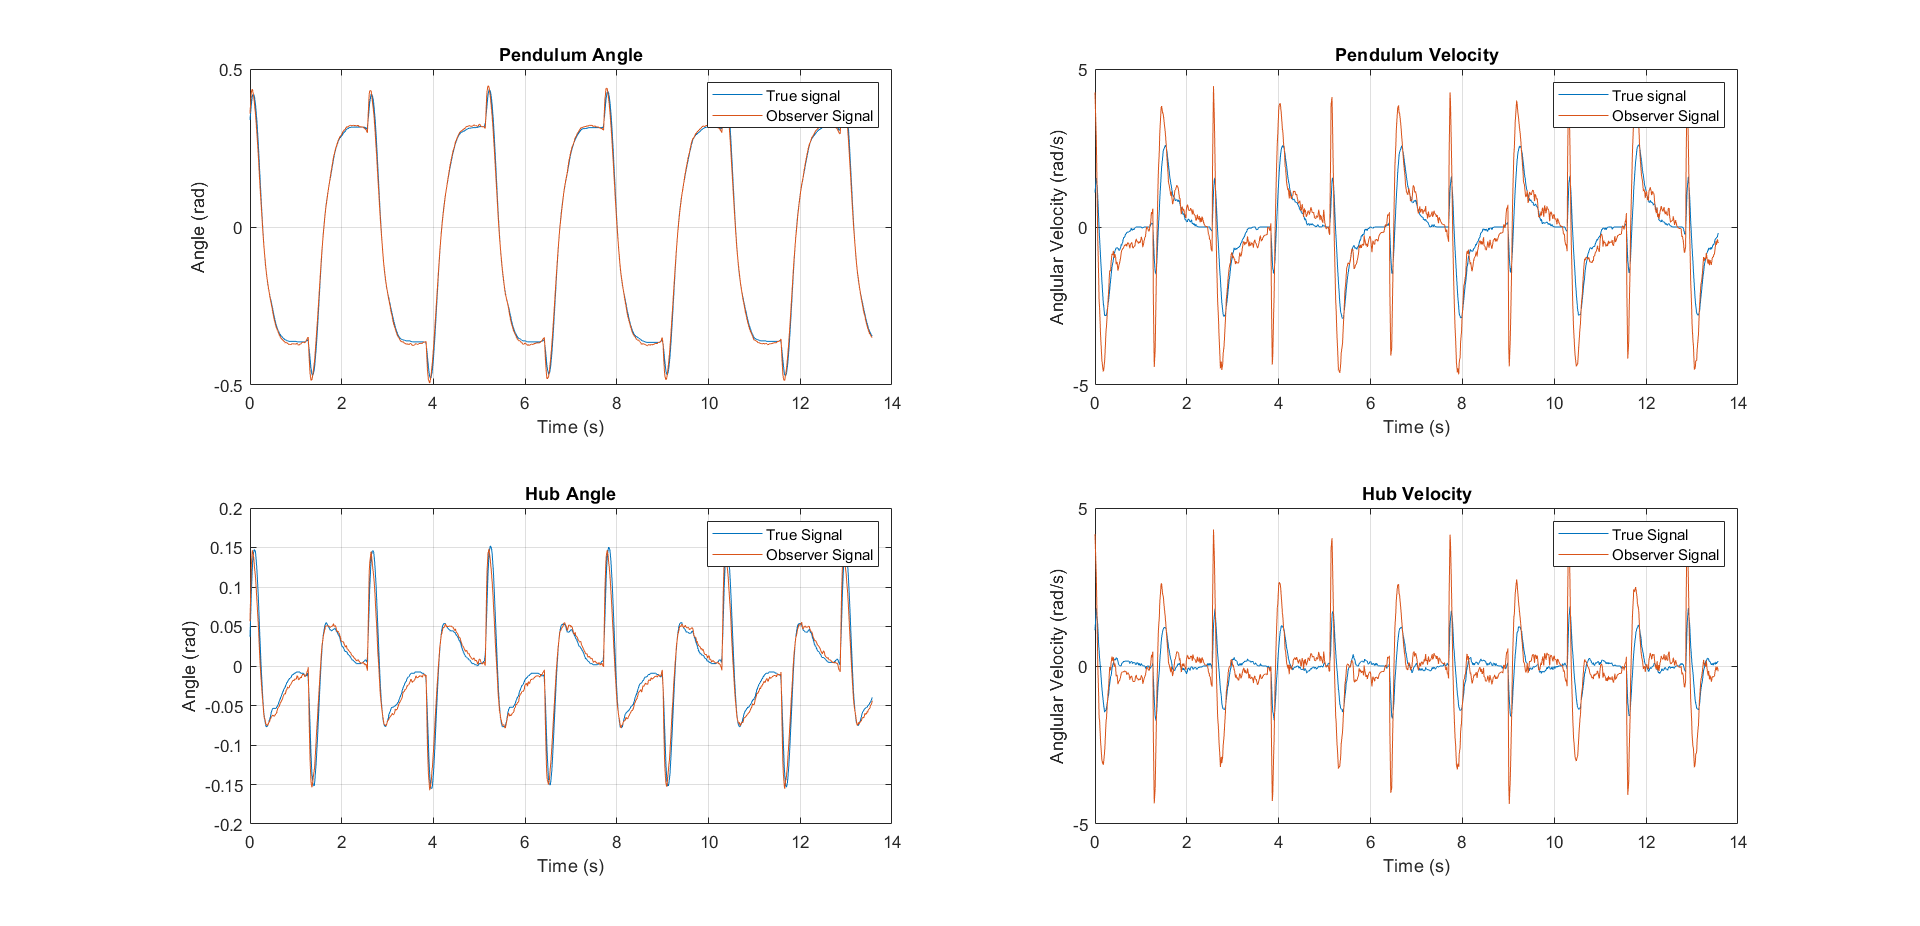 Pendulum Angle
0.5
0
-0.5
Angle (rad)
True signal
Observer Signal
0 2 4 6 8 10 12 14
Time (s)
Pendulum Velocity
5
0
-5
Anglular Velocity (rad/s)
True signal
Observer Signal
0 2 4 6 8 10 12 14
Time (s)
Hub Angle
0.2
0.15
0.1
0.05
0
-0.05
-0.1
-0.15
-0.2
Angle (rad)
True Signal
Observer Signal
0 2 4 6 8 10 12 14
Time (s)
Hub Velocity
5
0
-5
Anglular Velocity (rad/s)
True Signal
Observer Signal
0 2 4 6 8 10 12 14
Time (s)